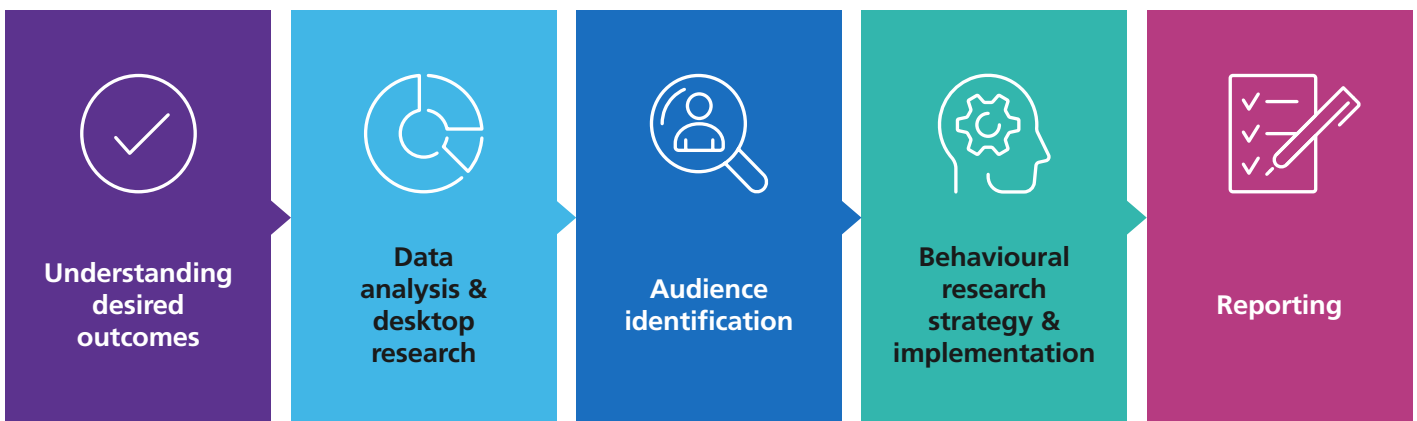 Understanding
desired
outcomes
Data
analysis &
desktop
research
Audience
identification
Behavioural
research
strategy &
implementation
Reporting